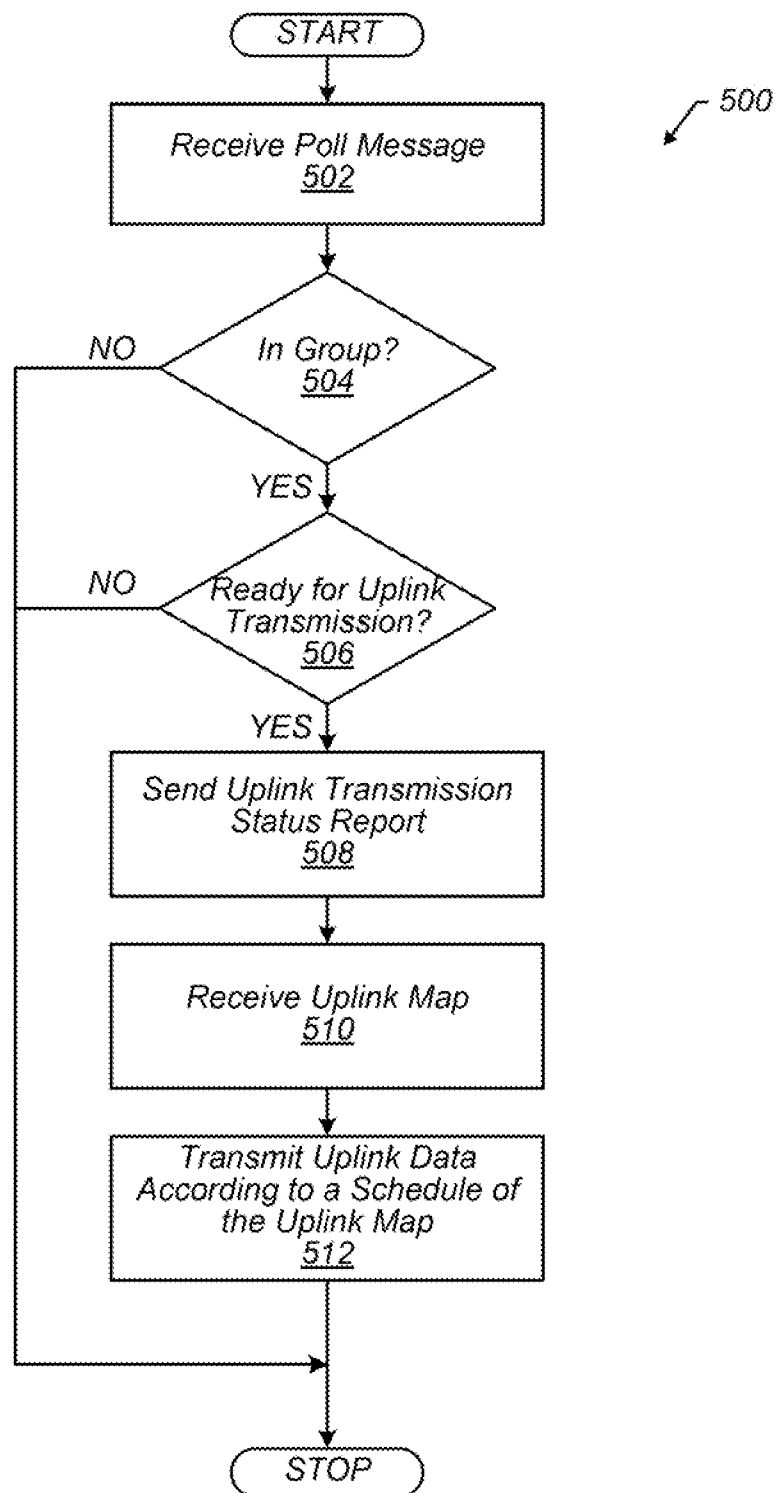 START
500
Receive Poll Message
502
NO
In Group?
504
YES
NO
Ready for Uplink
Transmission?
506
YES
Send Uplink Transmission
Status Report
508
Receive Uplink Map
510
Transmit Uplink Data
According to a Schedule of
the Uplink Map
512
STOP